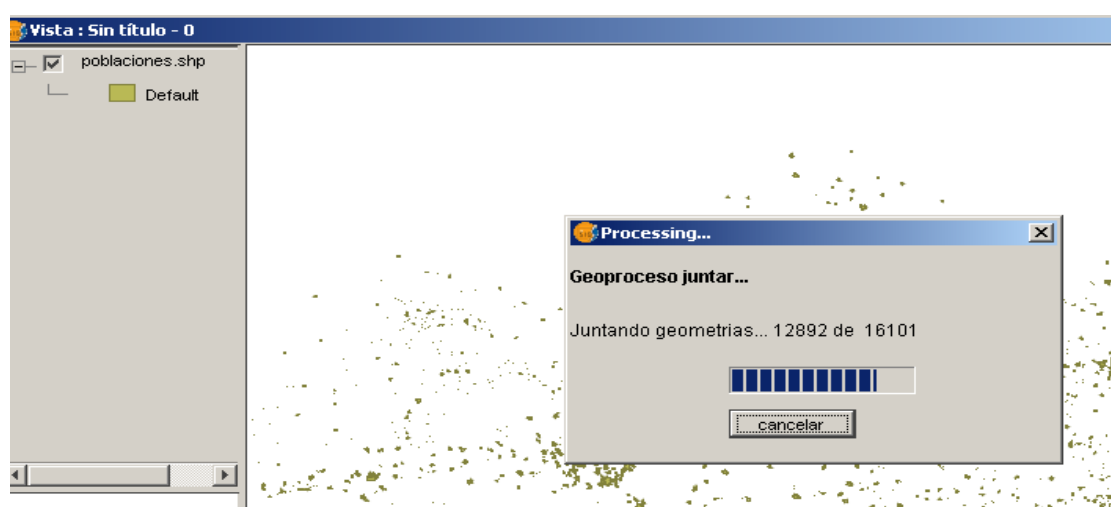 Vista : Sin título - 0
poblaciones.shp
Default
Processing...
Geoproceso juntar...
Juntando geometrias... 12892 de 16101
cancelar